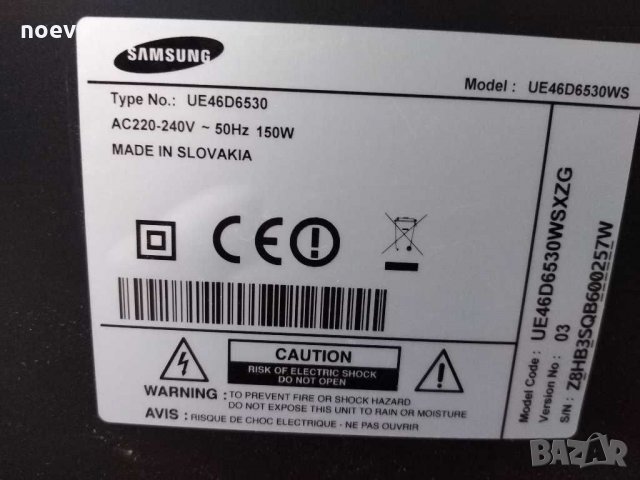 noev
SAMSUNG
Model : UE46D6530WS
Type No.: UE46D6530
AC220-240V ~ 50Hz 150W
MADE IN SLOVAKIA
CE
CAUTION
RISK OF ELECTRIC SHOCK
DO NOT OPEN
WARNING : TO PREVENT FIRE OR SHOCK HAZARD
DO NOT EXPOSE THIS UNIT TO RAIN OR MOISTURE
AVIS : RISQUE DE CHOC ELECTRIQUE - NE PAS OUVRIR
Model Code : UE46D6530WSXZG
Version No : 03
S/N : Z8HB3SQB600257W
BAZAR